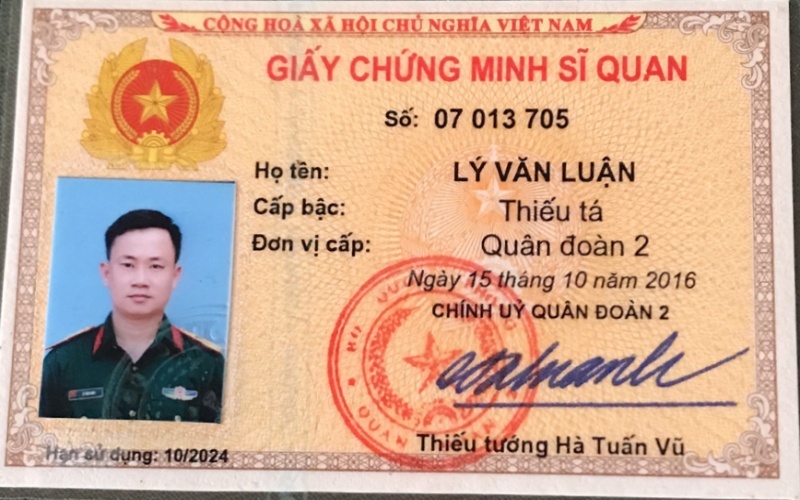 CỘNG HOÀ XÃ HỘI CHỦ NGHĨA VIỆT NAM
GIẤY CHỨNG MINH SĨ QUAN
Số: 07 013 705
Họ tên: LÝ VĂN LUẬN
Cấp bậc: Thiếu tá
Đơn vị cấp: Quân đoàn 2
Ngày 15 tháng 10 năm 2016
CHÍNH UỶ QUÂN ĐOÀN 2
Thiếu tướng Hà Tuấn Vũ
Hạn sử dụng: 10/2024